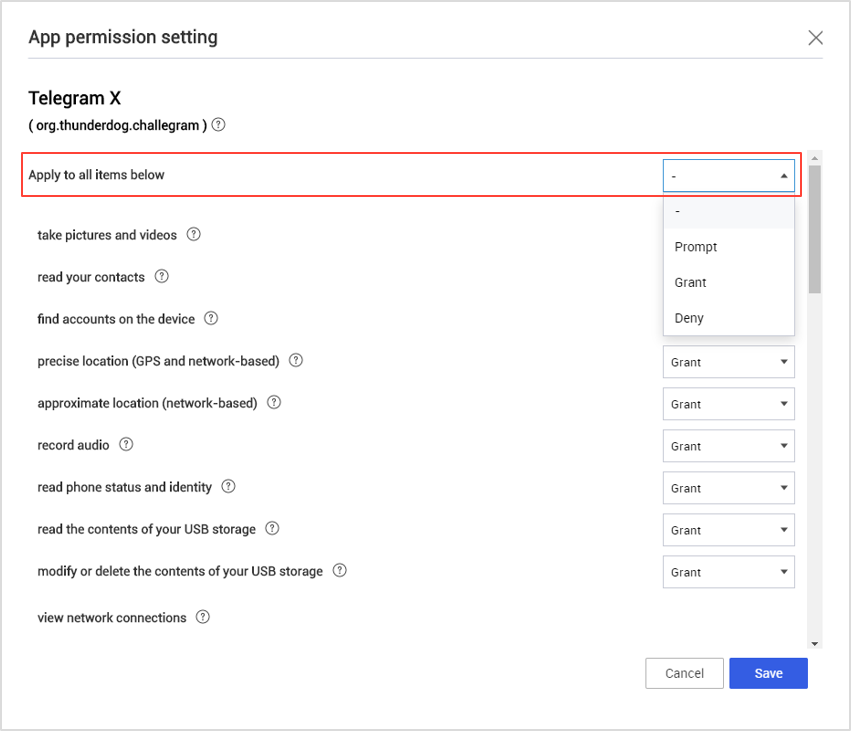 App permission setting
Telegram X
( org.thunderdog.challegram ) ?
Apply to all items below -
-
take pictures and videos ?
Prompt
read your contacts ?
Grant
find accounts on the device ?
Deny
precise location (GPS and network-based) ? Grant
approximate location (network-based) ? Grant
record audio ? Grant
read phone status and identity ? Grant
read the contents of your USB storage ? Grant
modify or delete the contents of your USB storage ? Grant
view network connections ?
Cancel Save